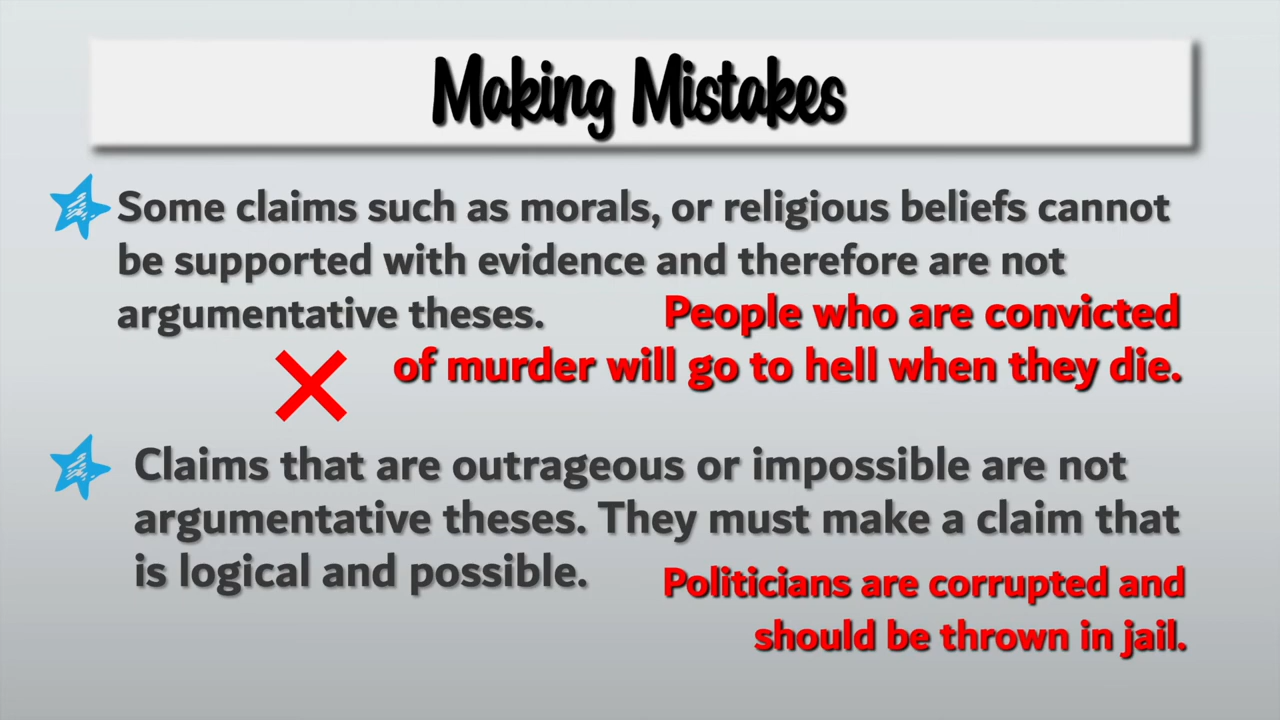 Making Mistakes
Some claims such as morals, or religious beliefs cannot
be supported with evidence and therefore are not
argumentative theses.
People who are convicted
of murder will go to hell when they die.
Claims that are outrageous or impossible are not
argumentative theses. They must make a claim that
is logical and possible.
Politicians are corrupted and
should be thrown in jail.